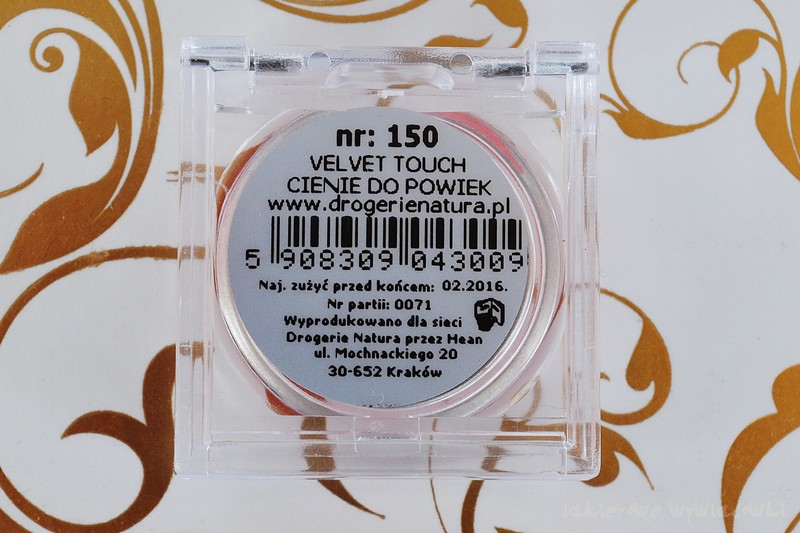 nr: 150
VELVET TOUCH
CIENIE DO POWIEK
www.drogerienatura.pl
5 908309 043009
Naj. zużyć przed końcem: 02.2016.
Nr partii: 0071
Wyprodukowano dla sieci
Drogerie Natura przez Hean
ul. Mochnackiego 20
30-652 Kraków